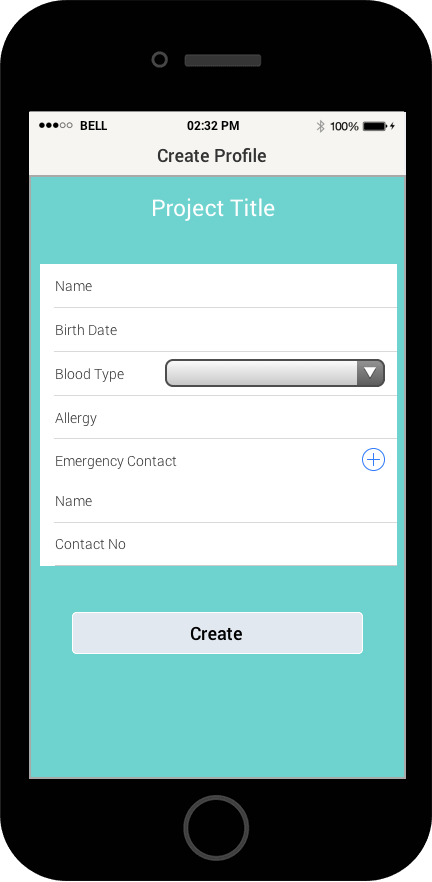 BELL 02:32 PM 100%
Create Profile
Project Title
Name
Birth Date
Blood Type
Allergy
Emergency Contact
Name
Contact No
Create